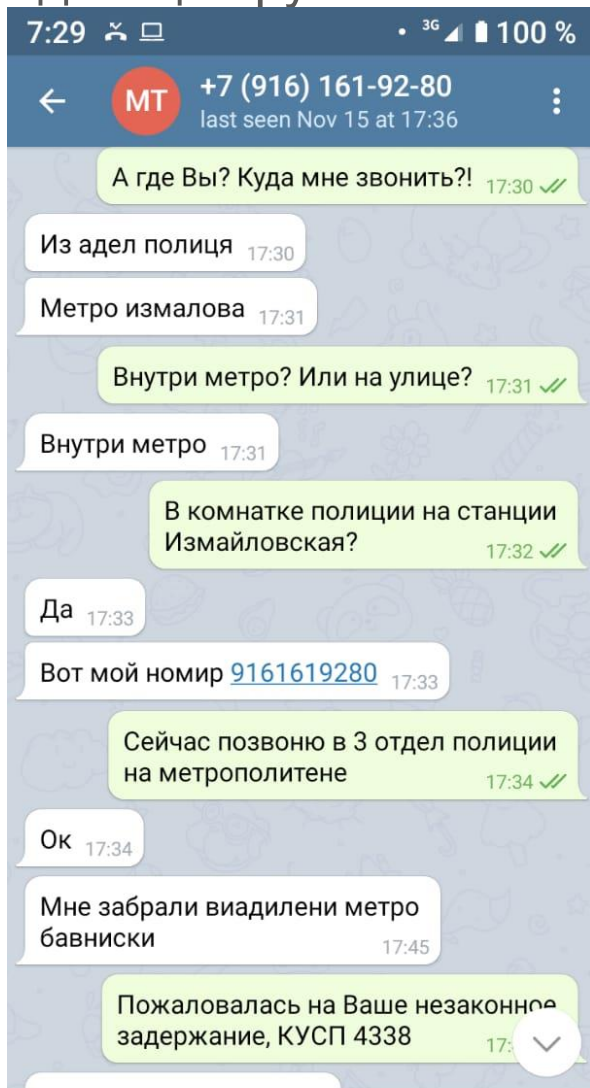 7:29 3G 100 %
MT +7 (916) 161-92-80
last seen Nov 15 at 17:36
А где Вы? Куда мне звонить?! 17:30
Из адел полиця 17:30
Метро измалова 17:31
Внутри метро? Или на улице? 17:31
Внутри метро 17:31
В комнатке полиции на станции
Измайловская? 17:32
Да 17:33
Вот мой номир 9161619280 17:33
Сейчас позвоню в 3 отдел полиции
на метрополитене 17:34
Ок 17:34
Мне забрали виадилени метро
бавниски 17:45
Пожаловалась на Ваше незаконное
задержание, КУСП 4338